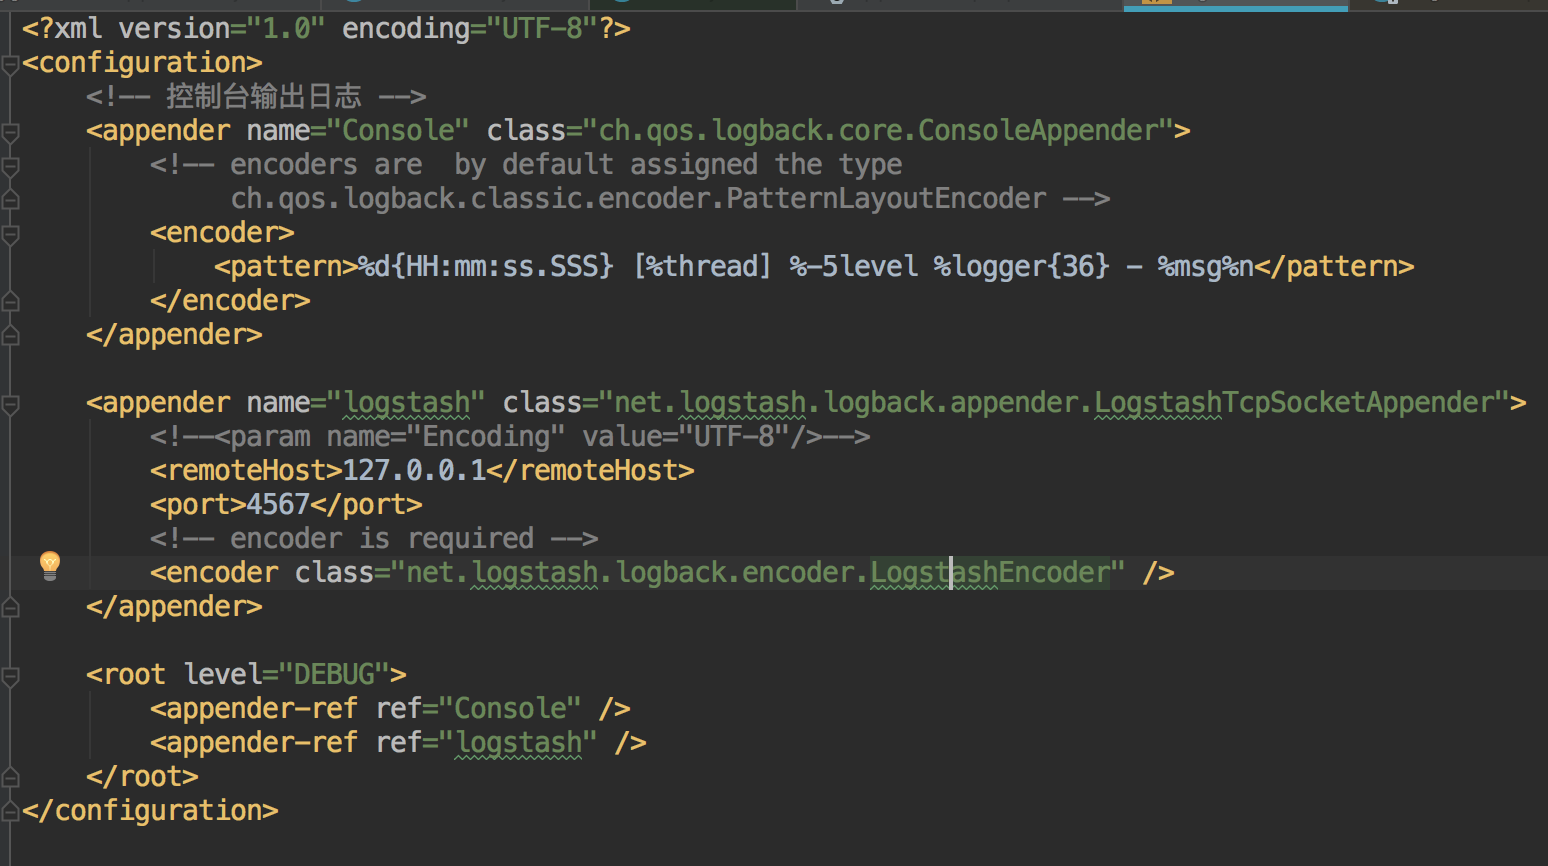 <?xml version="1.0" encoding="UTF-8"?>
<configuration>
    <!-- 控制台输出日志 -->
    <appender name="Console" class="ch.qos.logback.core.ConsoleAppender">
        <!-- encoders are  by default assigned the type
             ch.qos.logback.classic.encoder.PatternLayoutEncoder -->
        <encoder>
            <pattern>%d{HH:mm:ss.SSS} [%thread] %-5level %logger{36} - %msg%n</pattern>
        </encoder>
    </appender>

    <appender name="logstash" class="net.logstash.logback.appender.LogstashTcpSocketAppender">
        <!--<param name="Encoding" value="UTF-8"/>-->
        <remoteHost>127.0.0.1</remoteHost>
        <port>4567</port>
        <!-- encoder is required -->
        <encoder class="net.logstash.logback.encoder.LogstashEncoder" />
    </appender>

    <root level="DEBUG">
        <appender-ref ref="Console" />
        <appender-ref ref="logstash" />
    </root>
</configuration>